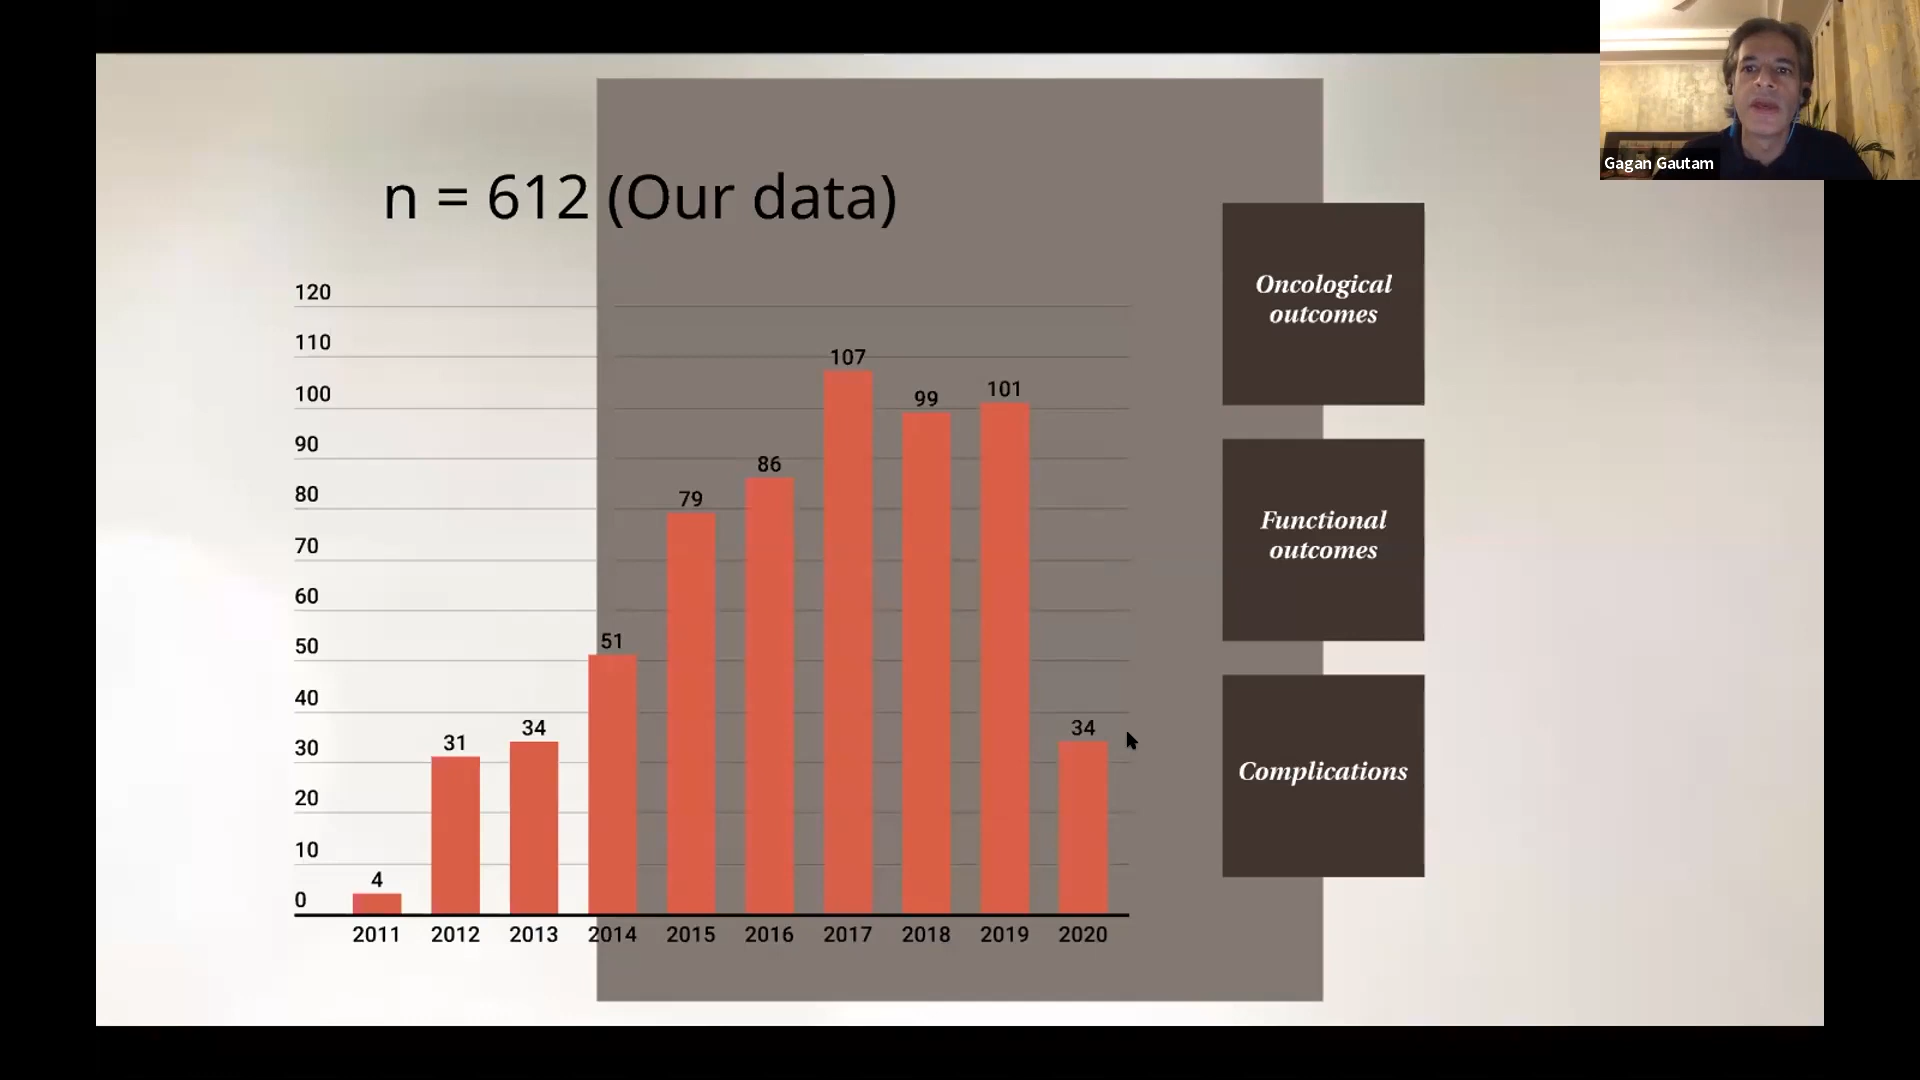 Gagan Gautam
n = 612 (Our data)
120
110
100
90
80
70
60
50
40
30
20
10
0
4
31
34
51
79
86
107
99
101
34
2011 2012 2013 2014 2015 2016 2017 2018 2019 2020
Oncological
outcomes
Functional
outcomes
Complications